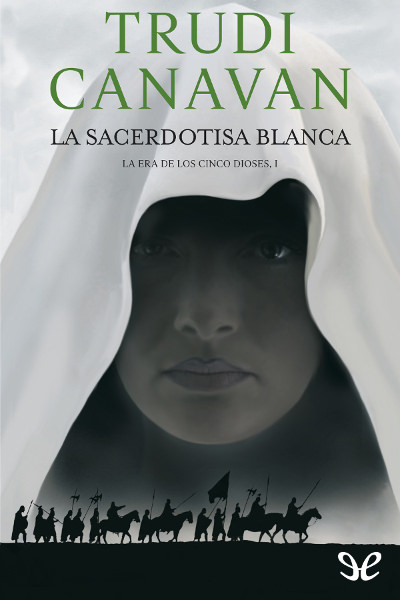 TRUDI
CANAVAN
LA SACERDOTISA BLANCA
LA ERA DE LOS CINCO DIOSES, I